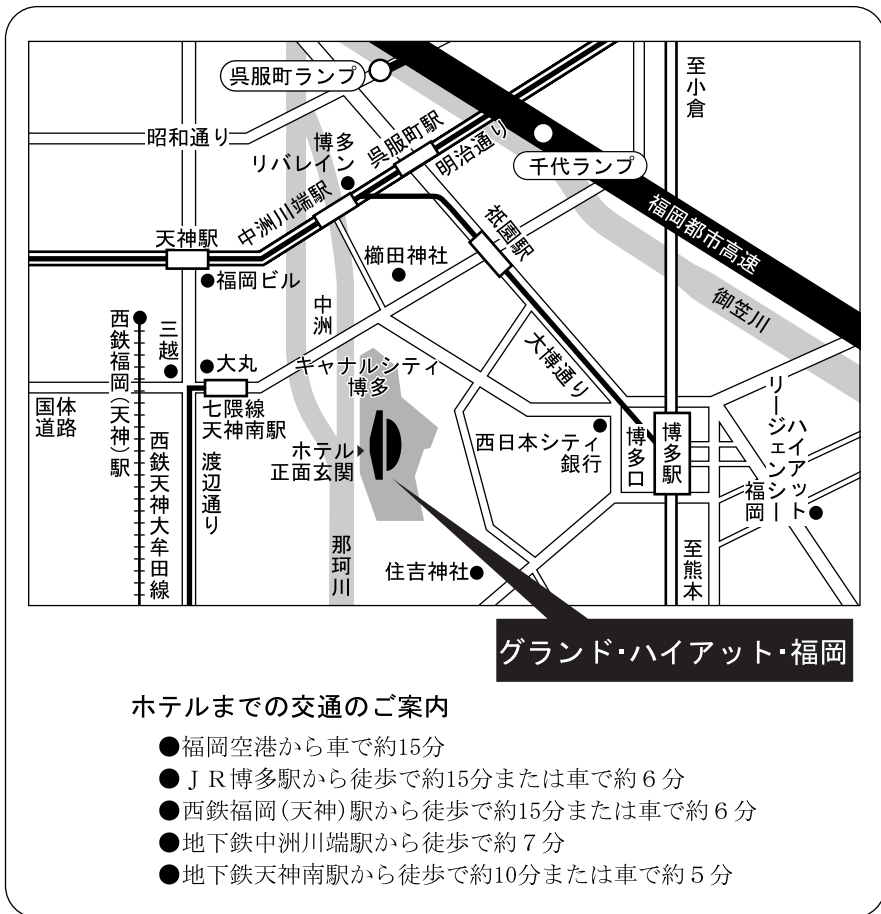 呉服町ランプ
至小倉
昭和通り
博多
リバレイン
呉服町駅
明治通り
千代ランプ
中洲川端駅
祇園駅
福岡都市高速
天神駅
櫛田神社
福岡ビル
御笠川
中洲
西鉄福岡(天神)駅
三越
大丸
キャナルシティ
博多
大博通り
国体
道路
七隈線
天神南駅
リージェンシー
ハイアット
福岡
西日本シティ
銀行
博多口
博多駅
ホテル
正面玄関
渡辺通り
西鉄天神大牟田線
那珂川
住吉神社
至熊本
グランド・ハイアット・福岡
ホテルまでの交通のご案内
●福岡空港から車で約15分
●ＪＲ博多駅から徒歩で約15分または車で約６分
●西鉄福岡(天神)駅から徒歩で約15分または車で約６分
●地下鉄中洲川端駅から徒歩で約７分
●地下鉄天神南駅から徒歩で約10分または車で約５分